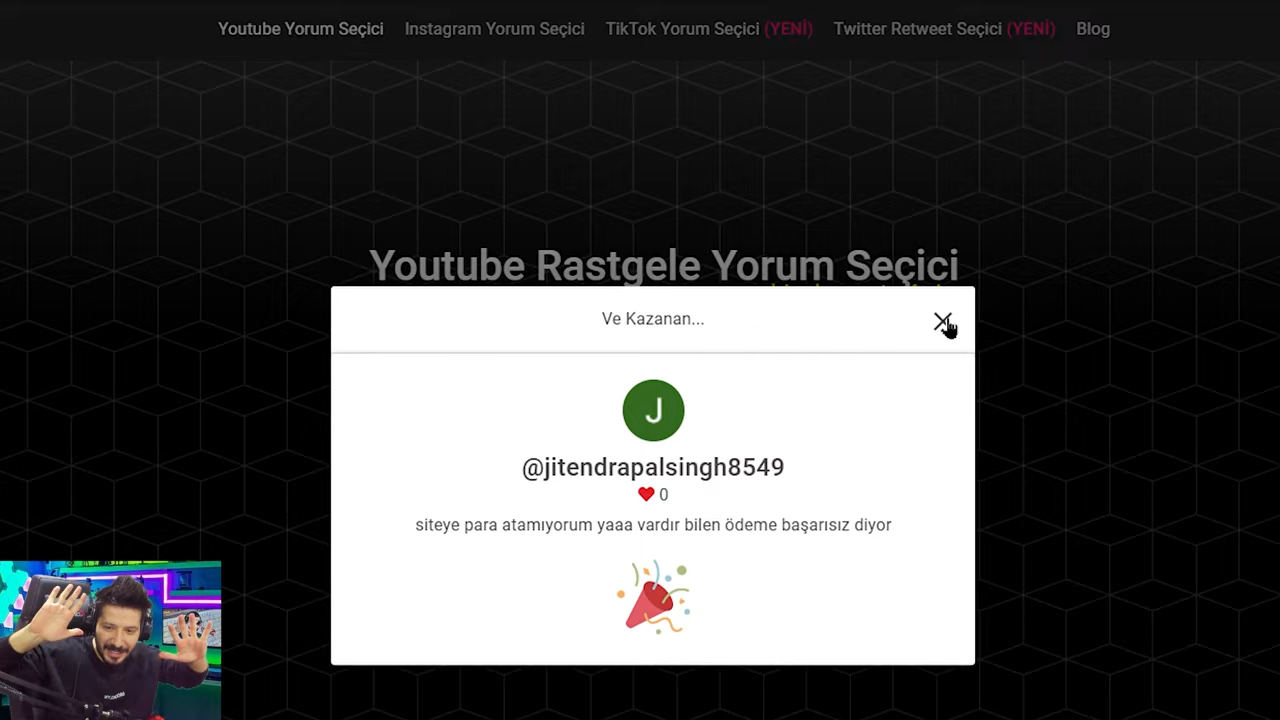 Youtube Yorum Seçici Instagram Yorum Seçici TikTok Yorum Seçici (YENİ) Twitter Retweet Seçici (YENİ) Blog
Youtube Rastgele Yorum Seçici
Ve Kazanan...
J
@jitendrapalsingh8549
0
siteye para atamıyorum yaaa vardır bilen ödeme başarısız diyor